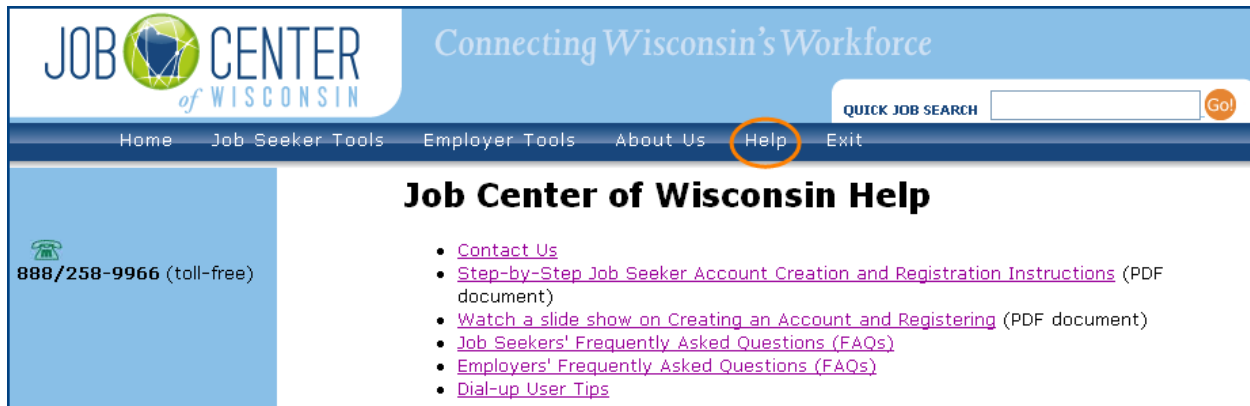 JOB CENTER
of WISCONSIN
Connecting Wisconsin's Workforce
QUICK JOB SEARCH Go!
Home Job Seeker Tools Employer Tools About Us Help Exit
Job Center of Wisconsin Help
888/258-9966 (toll-free)
• Contact Us
• Step-by-Step Job Seeker Account Creation and Registration Instructions (PDF
document)
• Watch a slide show on Creating an Account and Registering (PDF document)
• Job Seekers' Frequently Asked Questions (FAQs)
• Employers' Frequently Asked Questions (FAQs)
• Dial-up User Tips